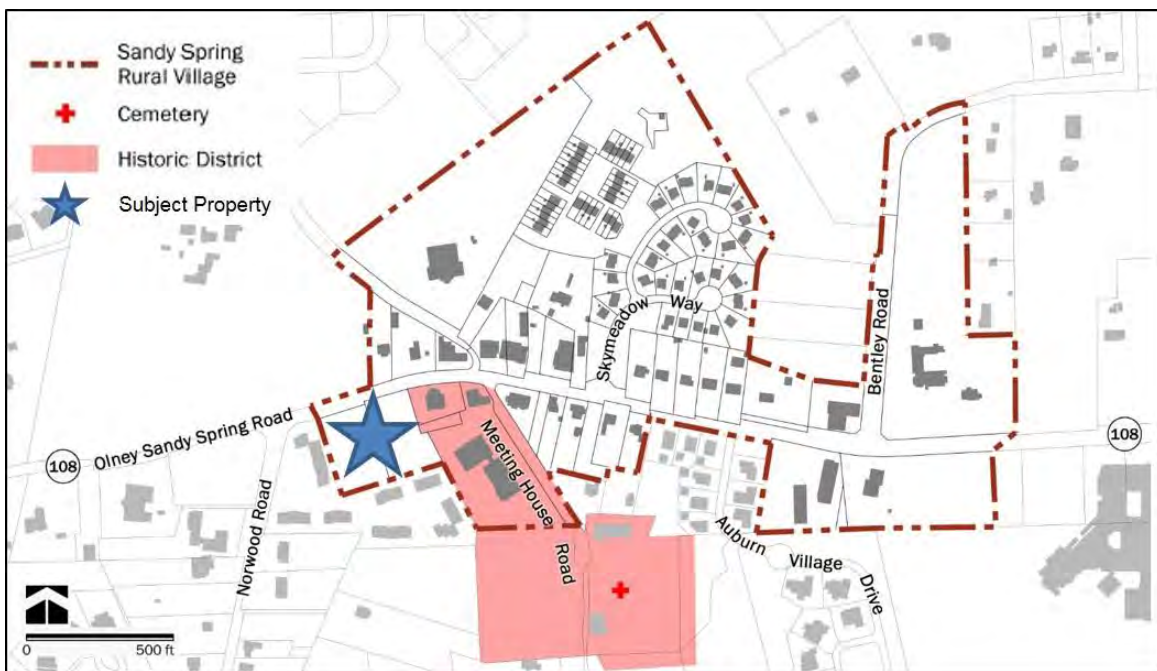 Sandy Spring
Rural Village
Cemetery
Historic District
Subject Property
Skymeadow Way
Bentley Road
108 Olney Sandy Spring Road
108
Meeting House Road
Norwood Road
Auburn Village Drive
0 500 ft